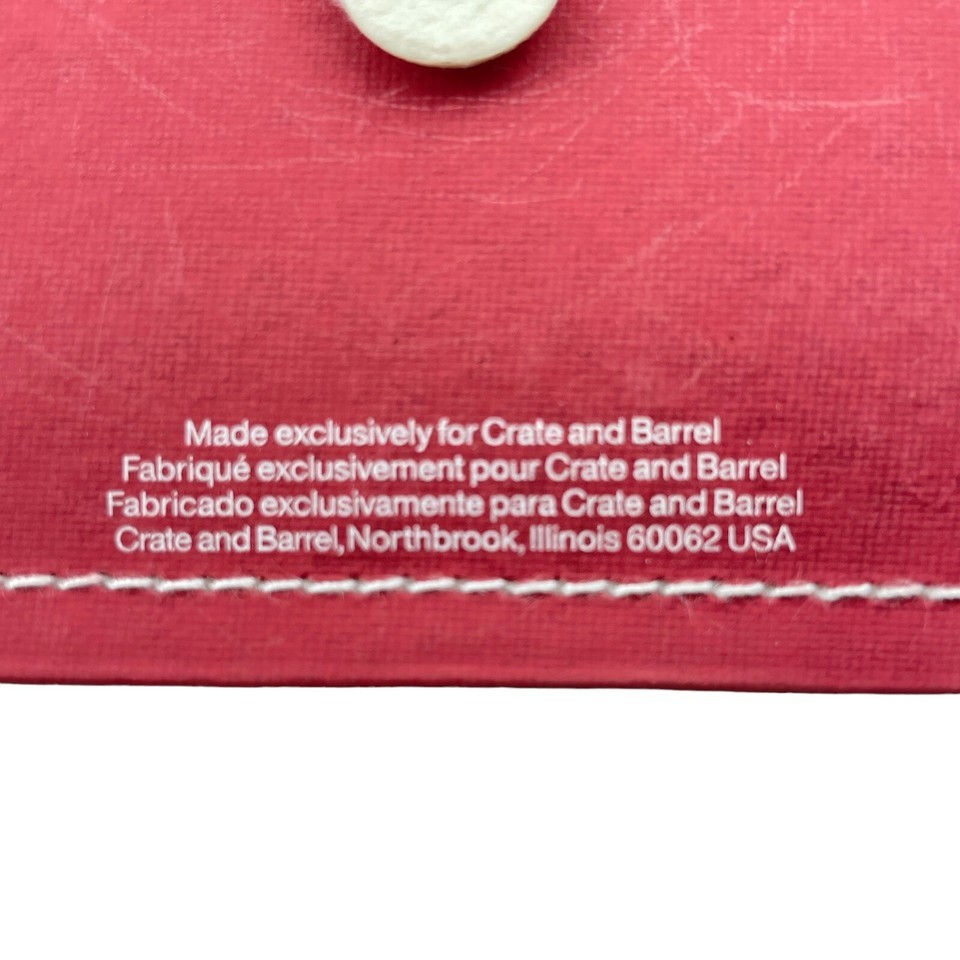 Made exclusively for Crate and Barrel
Fabriqué exclusivement pour Crate and Barrel
Fabricado exclusivamente para Crate and Barrel
Crate and Barrel, Northbrook, Illinois 60062 USA